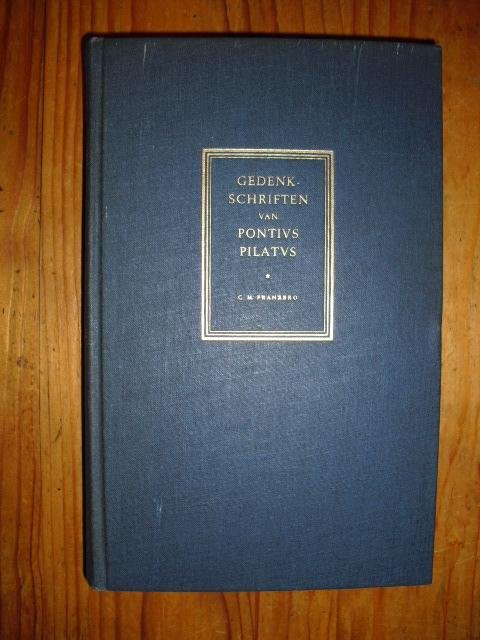 GEDENK-
SCHRIFTEN
VAN
PONTIVS
PILATVS
*
C. M. FRANZERO